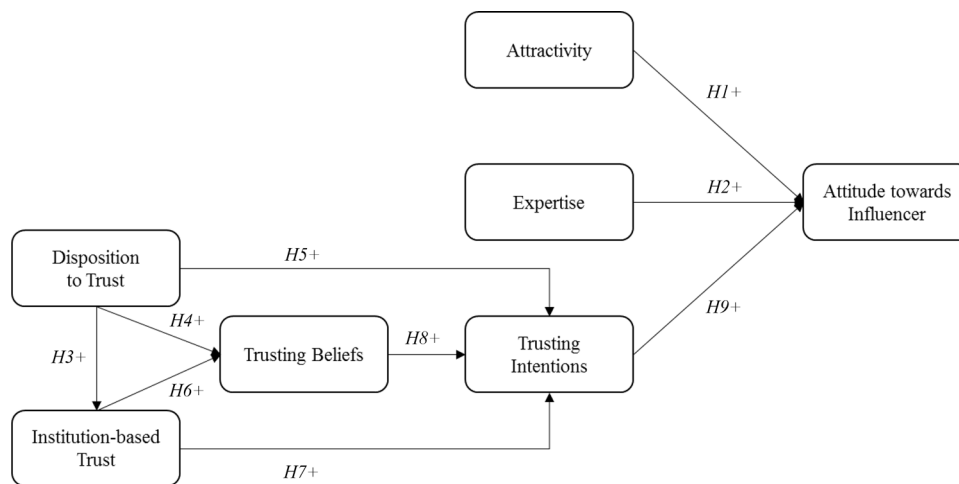 Attractivity
H1+
Expertise
H2+
Attitude towards
Influencer
Disposition
to Trust
H5+
H4+
H3+
Trusting Beliefs
H8+
Trusting
Intentions
H9+
H6+
Institution-based
Trust
H7+